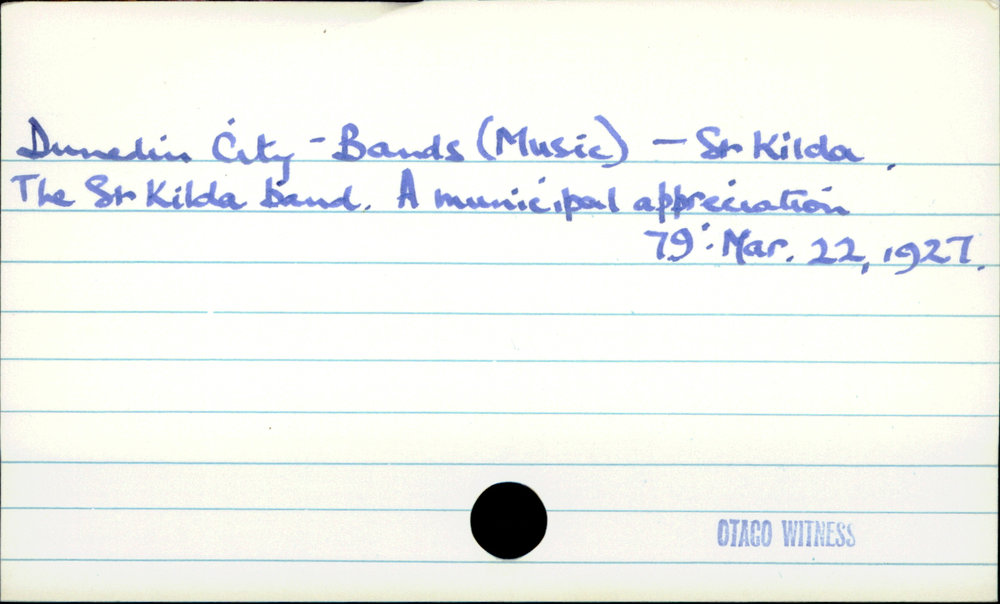 Dunedin City - Bands (Music) - St Kilda.
The St Kilda band. A municipal appreciation
79: Mar. 22, 1927.
OTAGO WITNESS